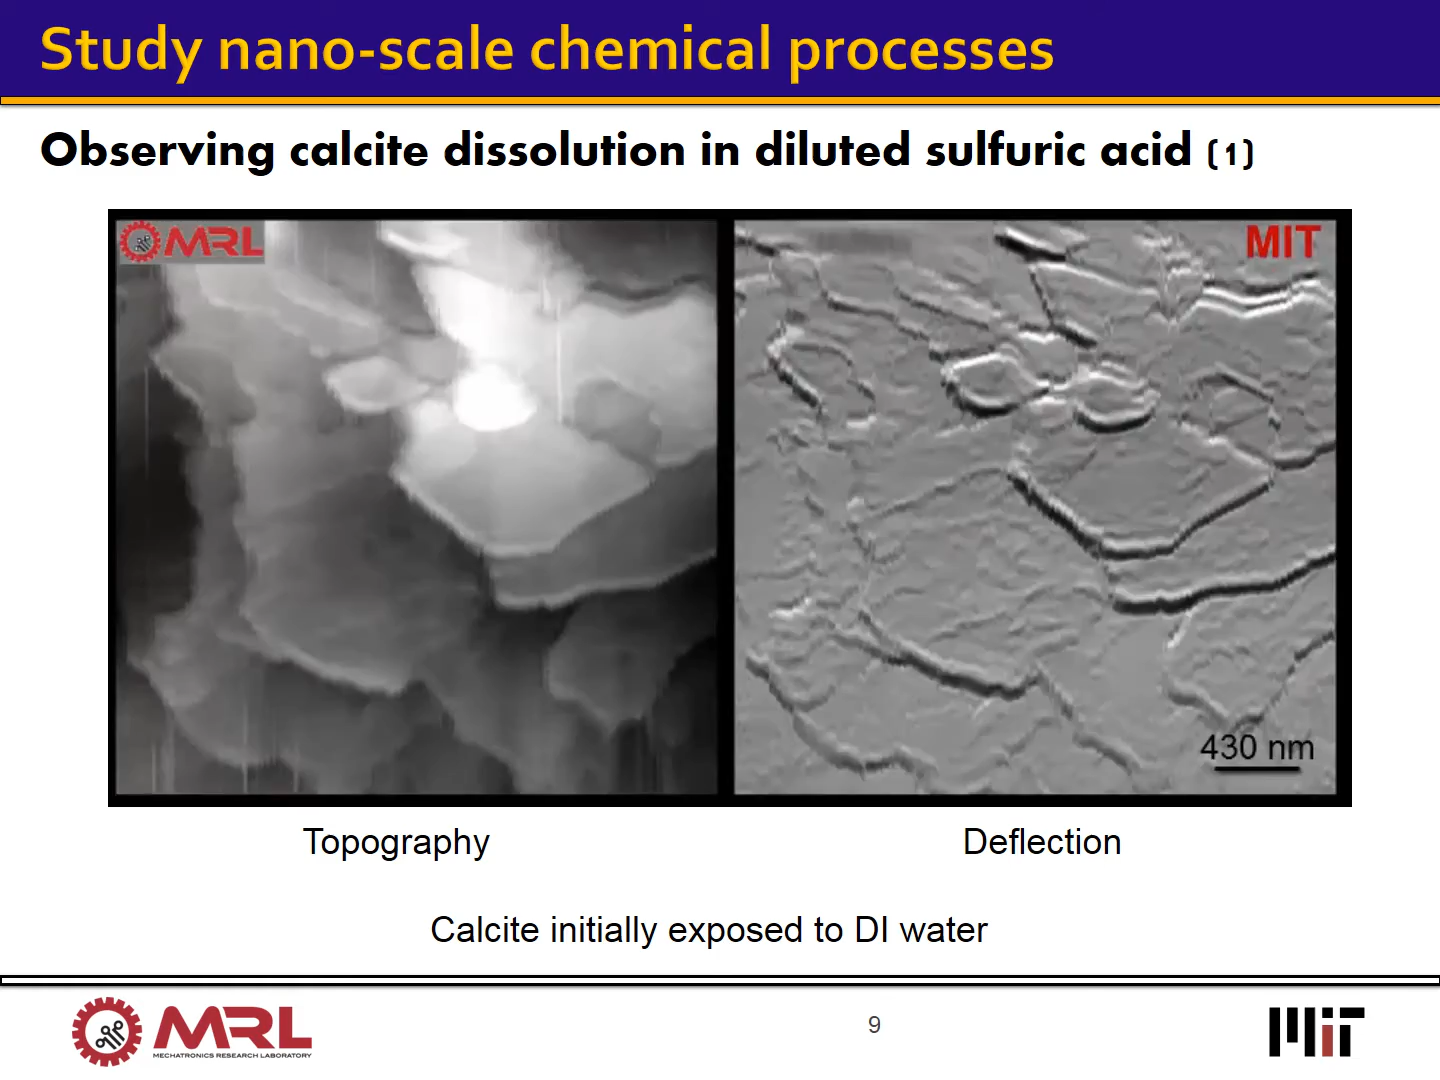 Study nano-scale chemical processes
Observing calcite dissolution in diluted sulfuric acid (1)
MRL
MIT
430 nm
Topography
Deflection
Calcite initially exposed to DI water
MRL
MECHATRONICS RESEARCH LABORATORY
9
MIT